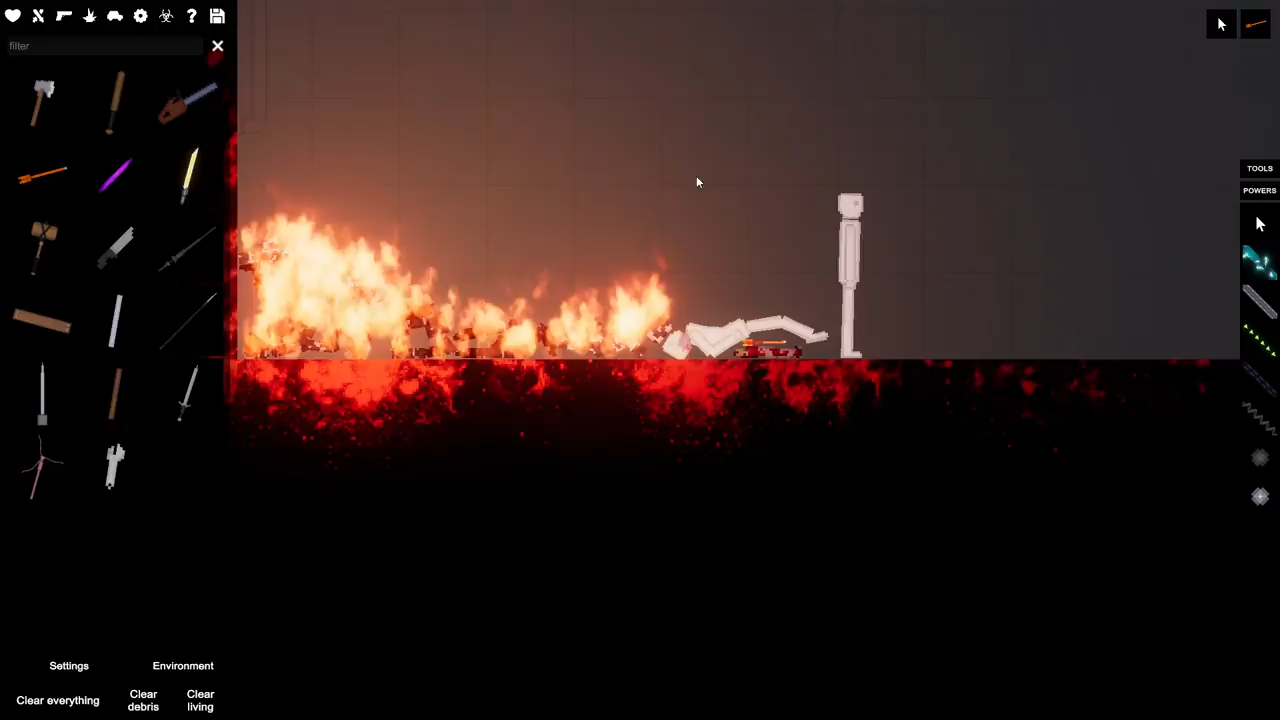 filter
TOOLS
POWERS
Settings
Environment
Clear everything
Clear
debris
Clear
living